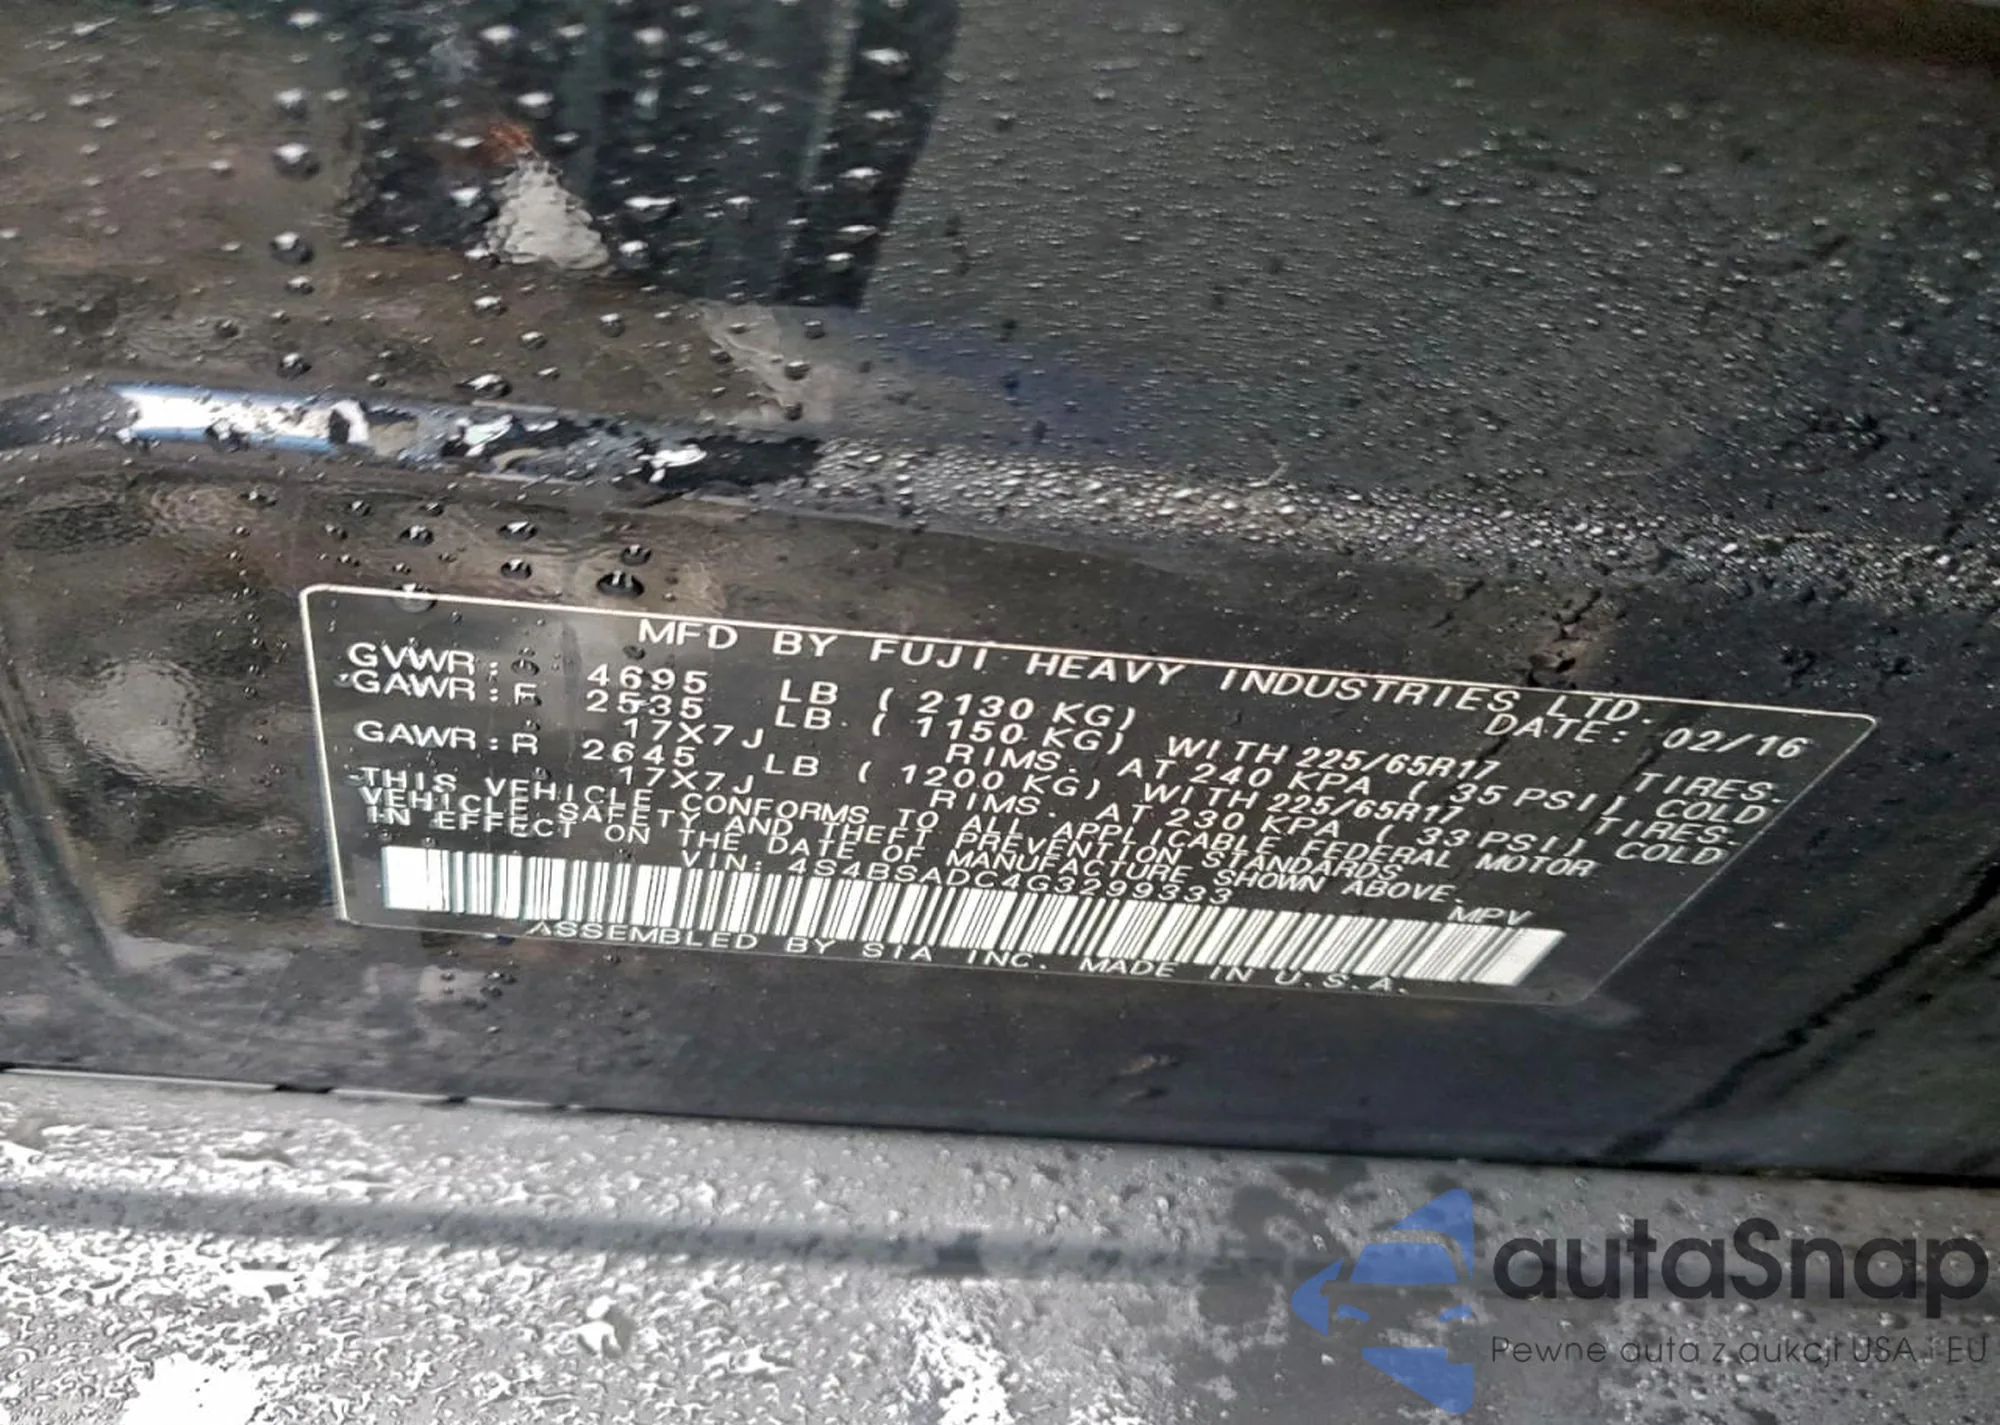 MFD BY FUJI HEAVY INDUSTRIES LTD.
DATE: 02/16
GVWR: 4695 LB ( 2130 KG)
GAWR: F 2535 LB ( 1150 KG) WITH 225/65R17 TIRES.
17X7J RIMS. AT 240 KPA ( 35 PSI) COLD
GAWR: R 2645 LB ( 1200 KG) WITH 225/65R17 TIRES.
17X7J RIMS. AT 230 KPA ( 33 PSI) COLD
THIS VEHICLE CONFORMS TO ALL APPLICABLE FEDERAL MOTOR
VEHICLE SAFETY AND THEFT PREVENTION STANDARDS
IN EFFECT ON THE DATE OF MANUFACTURE SHOWN ABOVE.
VIN: 4S4BSADC4G3299333 MPV
ASSEMBLED BY SIA INC. MADE IN U.S.A.
autaSnap
Pewne auta z aukcji USA i EU